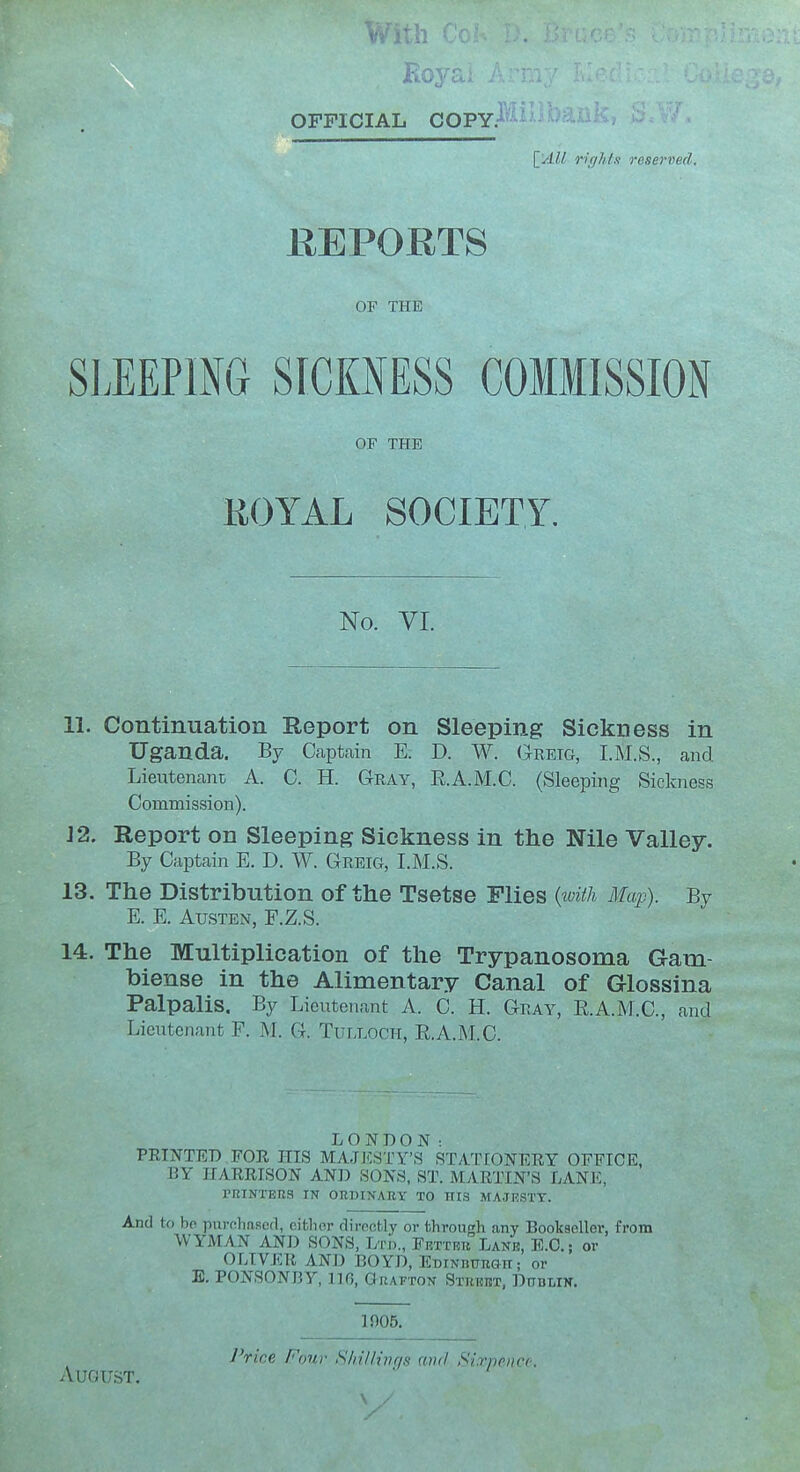 With Col. D. Bruce's Compliments
Royal Army Medical College,
Millbank, S.W.
OFFICIAL COPY.
[All rights reserved.
REPORTS
OF THE
SLEEPING SICKNESS COMMISSION
OF THE
ROYAL SOCIETY.
No. VI.
11. Continuation Report on Sleeping Sickness in
Uganda. By Captain E. D. W. Greig, I.M.S., and
Lieutenant A. C. H. Gray, R.A.M.C. (Sleeping Sickness
Commission).
12. Report on Sleeping Sickness in the Nile Valley.
By Captain E. D. W. Greig, I.M.S.
13. The Distribution of the Tsetse Flies (with Map). By
E. E. Austen, F.Z.S.
14. The Multiplication of the Trypanosoma Gam-
biense in the Alimentary Canal of Glossina
Palpalis. By Lieutenant A. C. H. Gray, R.A.M.C., and
Lieutenant F. M. G. Tulloch, R.A.M.C.
LONDON:
PRINTED FOR HIS MAJESTY'S STATIONERY OFFICE,
BY HARRISON AND SONS, ST. MARTIN'S LANE,
PRINTERS IN ORDINARY TO HIS MAJESTY.
And to be purchased, either directly or through any Bookseller, from
WYMAN AND SONS, Ltd., Fetter Lane, E.C.; or
OLIVER AND BOYD, Edinburgh; or
E. PONSONBY, 116, Grafton Street, Dublin.
1905.
Price Four Shillings and Sixpence.
August.